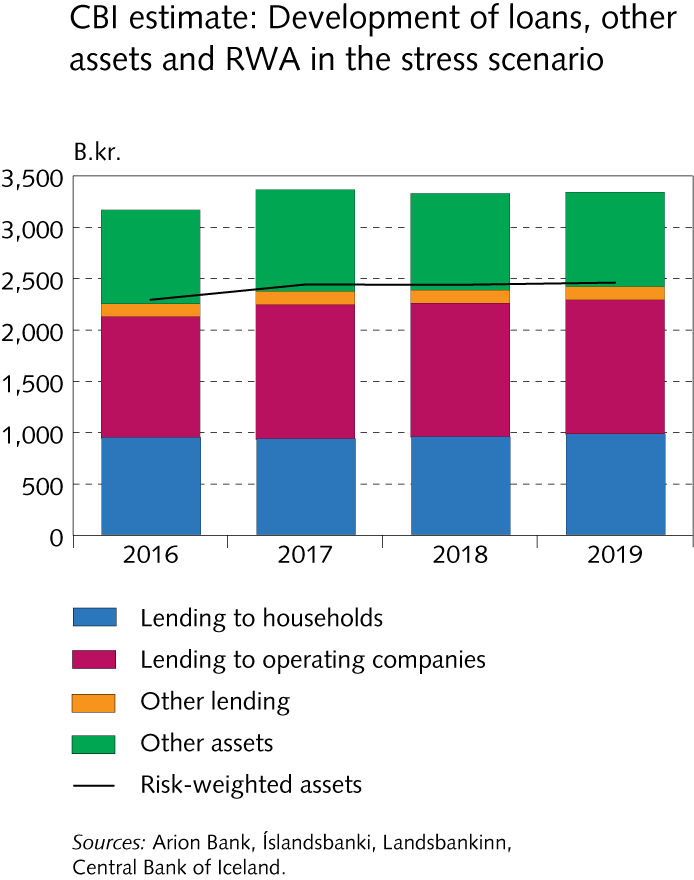 CBI estimate: Development of loans, other
assets and RWA in the stress scenario
B.kr.
3,500
3,000
2,500
2,000
1,500
1,000
500
0
2016 2017 2018 2019
Lending to households
Lending to operating companies
Other lending
Other assets
Risk-weighted assets
Sources: Arion Bank, Íslandsbanki, Landsbankinn,
Central Bank of Iceland.